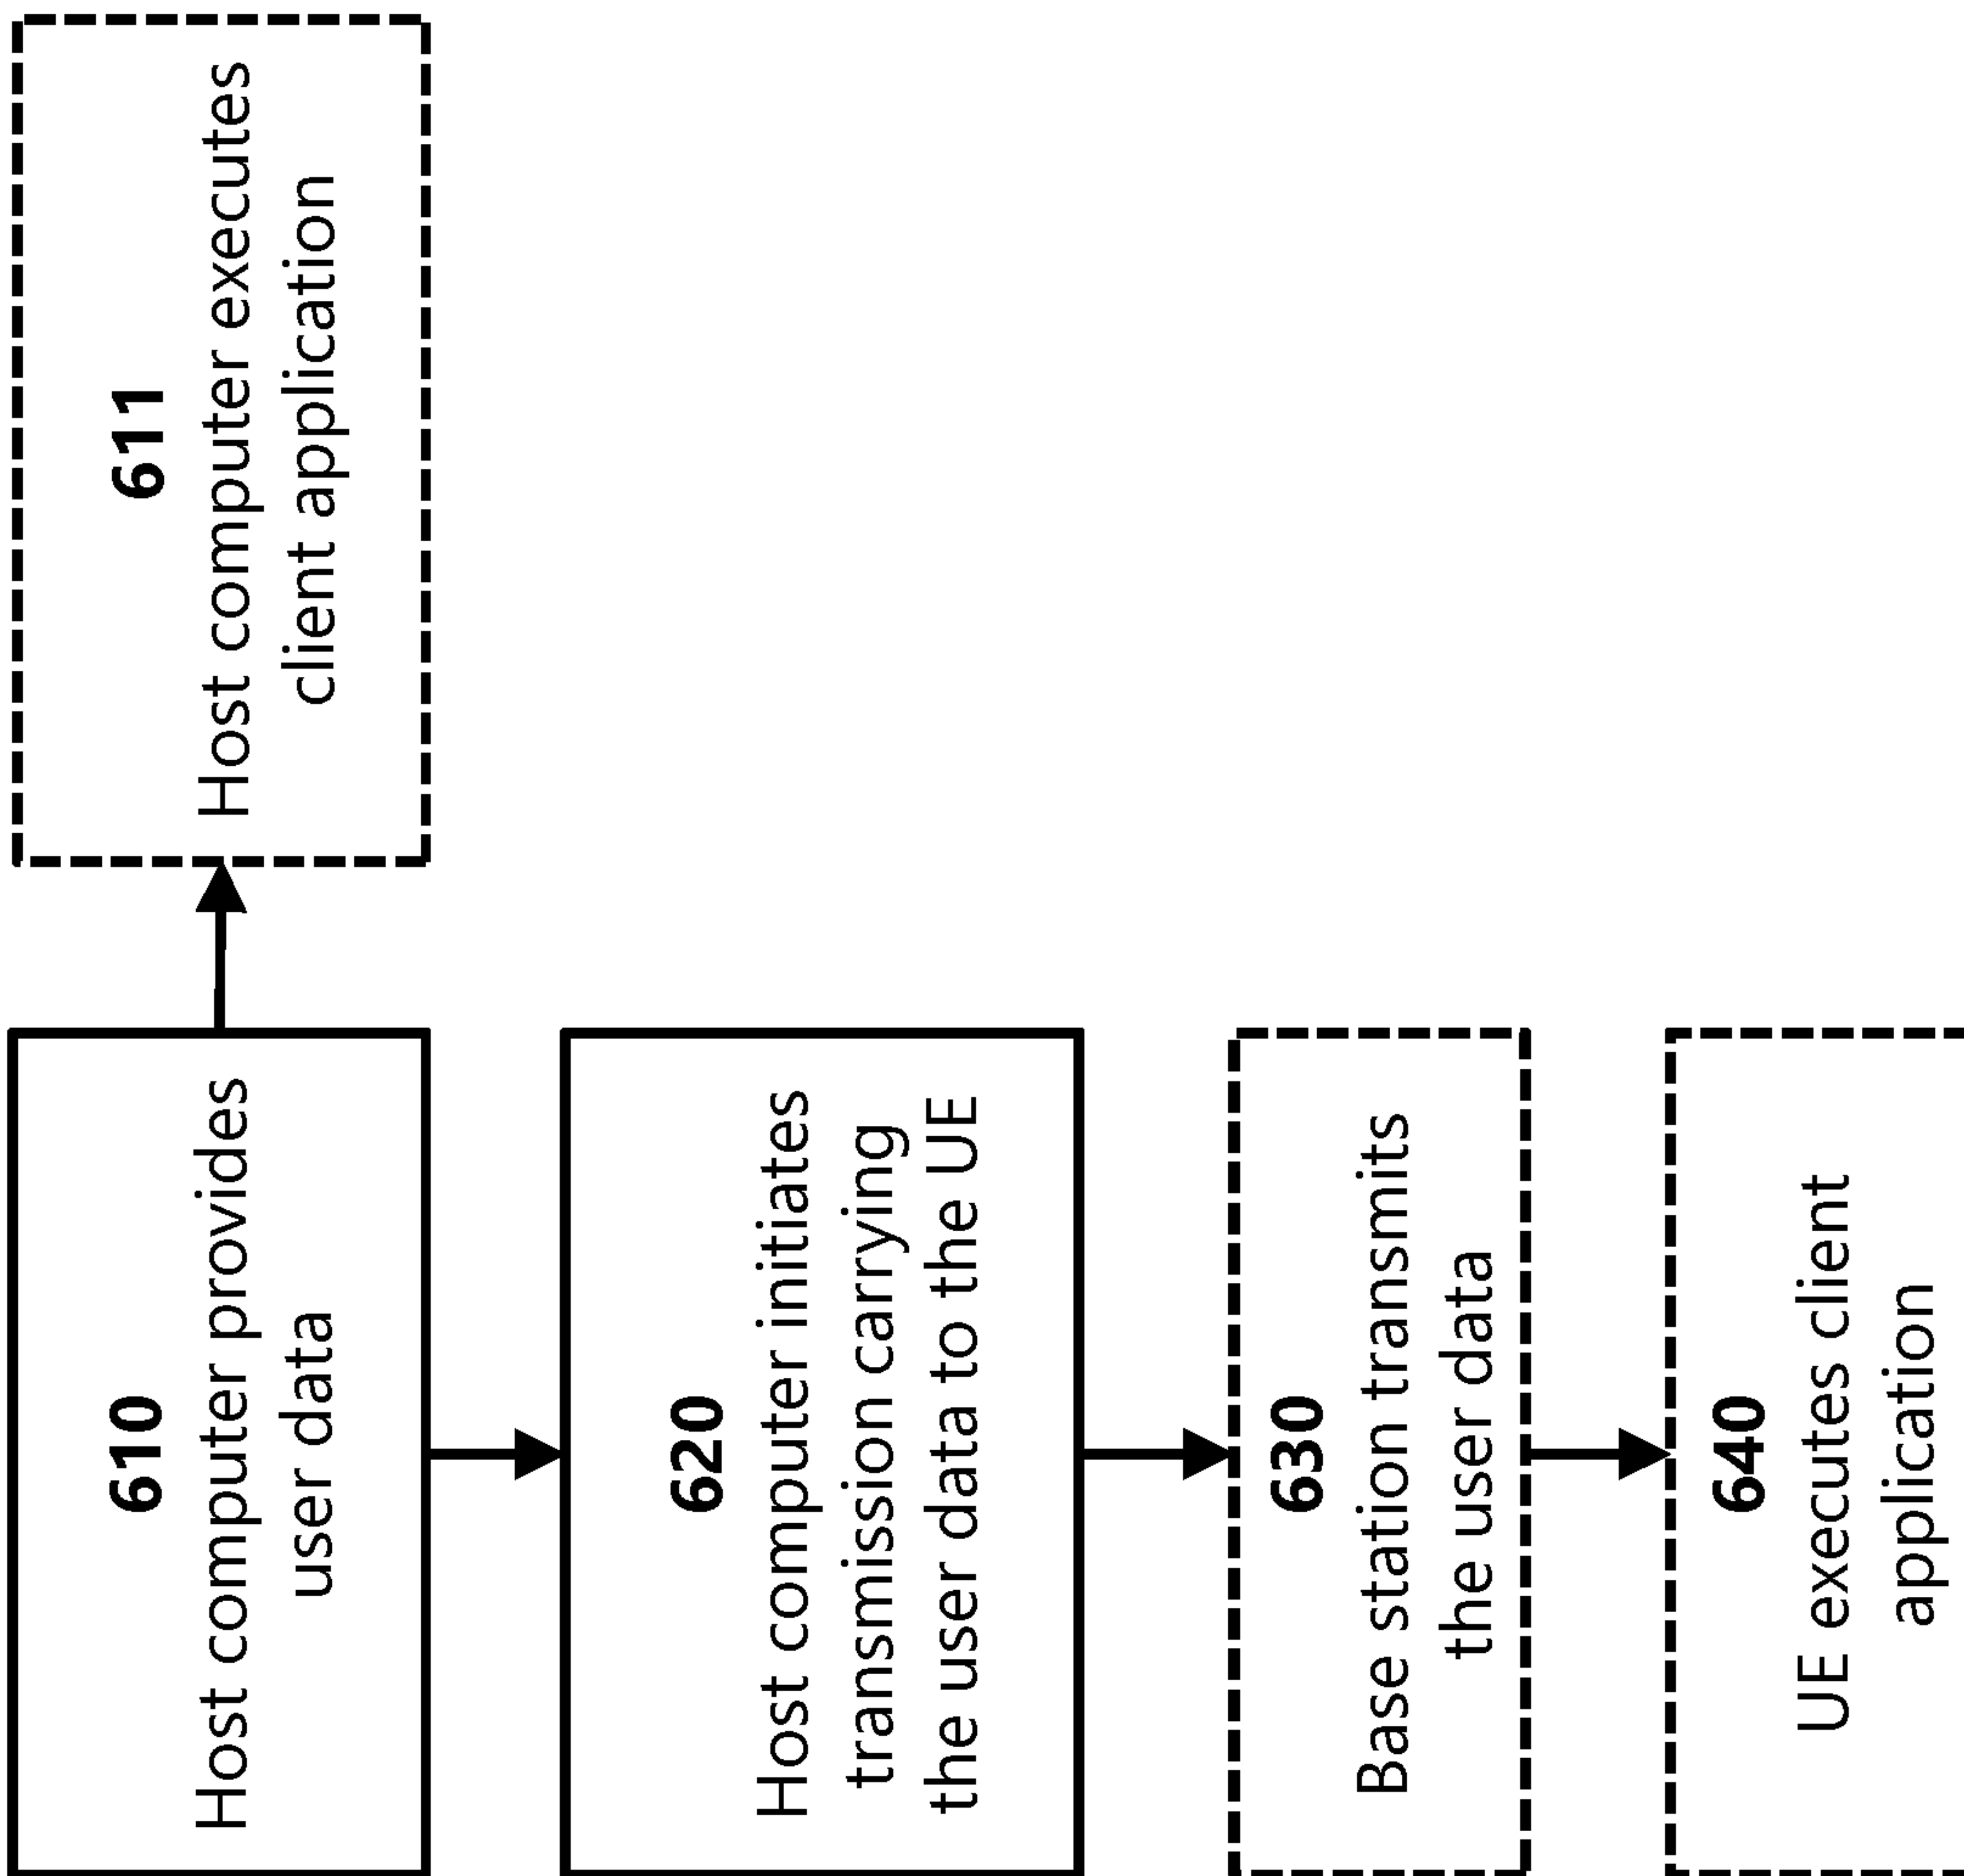 610
Host computer provides
user data
611
Host computer executes
client application
620
Host computer initiates
transmission carrying
the user data to the UE
630
Base station transmits
the user data
640
UE executes client
application